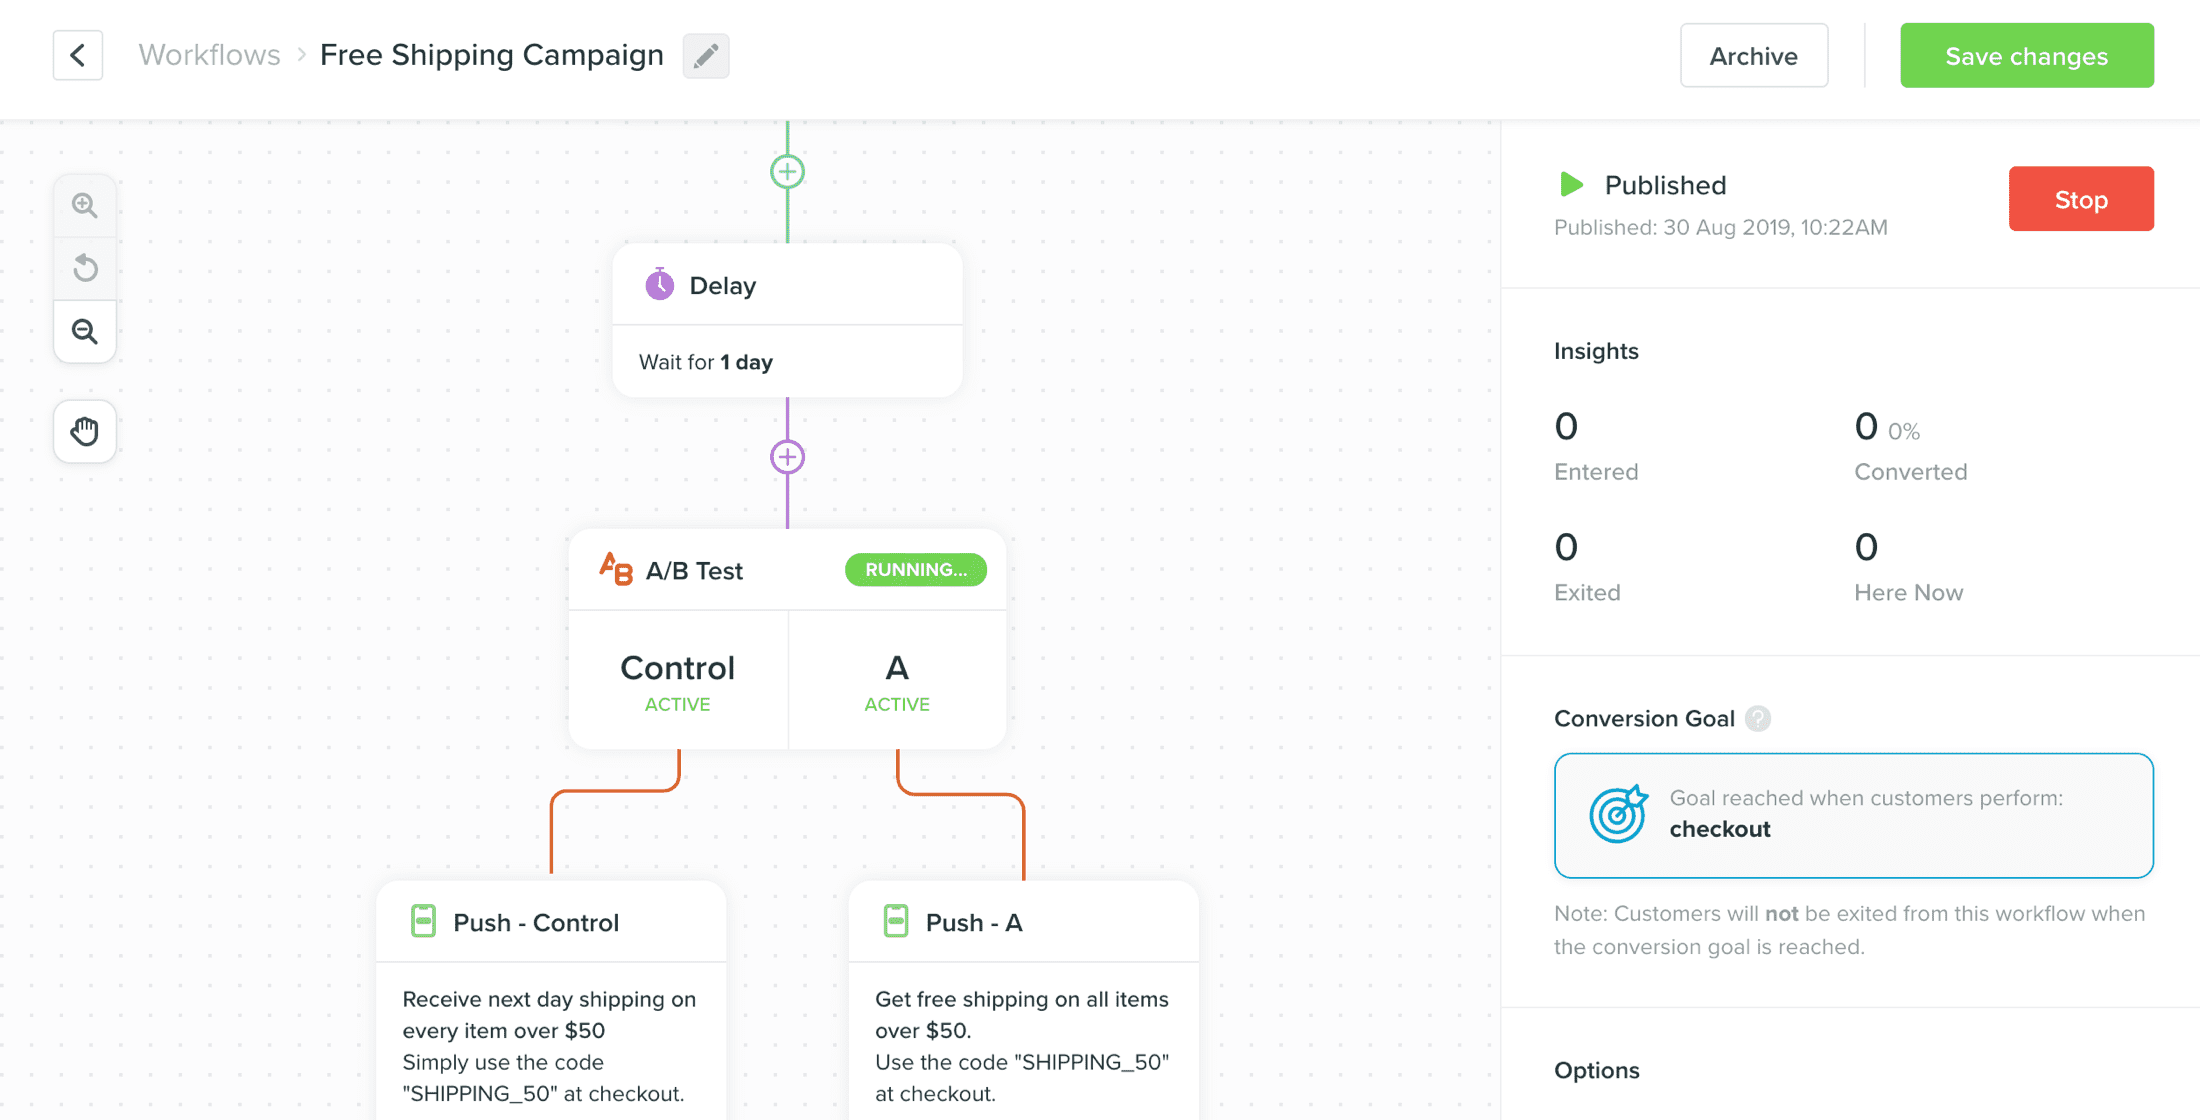 Workflows > Free Shipping Campaign
Archive
Save changes
Delay
Wait for 1 day
A/B Test
RUNNING...
Control
ACTIVE
A
ACTIVE
Push - Control
Receive next day shipping on
every item over $50
Simply use the code
"SHIPPING_50" at checkout.
Push - A
Get free shipping on all items
over $50.
Use the code "SHIPPING_50"
at checkout.
Published
Published: 30 Aug 2019, 10:22AM
Stop
Insights
0
Entered
0 0%
Converted
0
Exited
0
Here Now
Conversion Goal ?
Goal reached when customers perform:
checkout
Note: Customers will not be exited from this workflow when
the conversion goal is reached.
Options